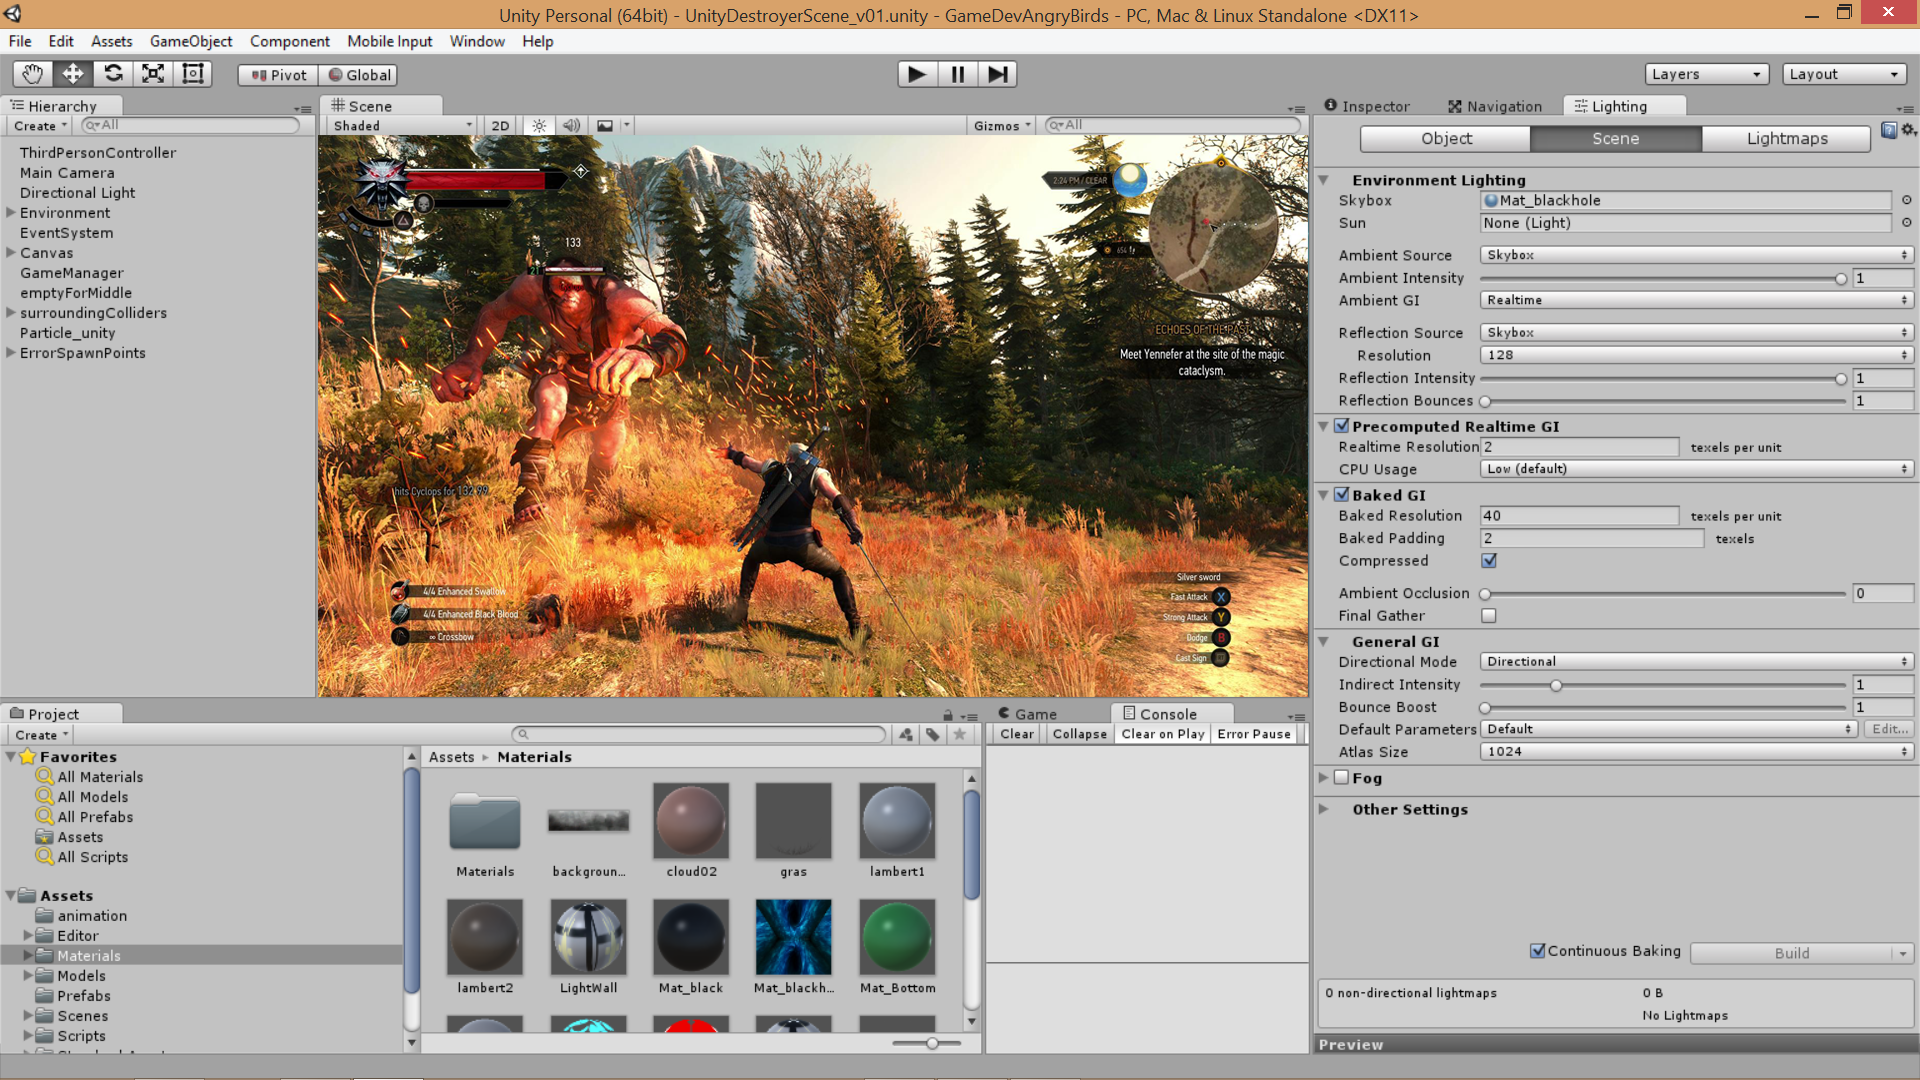 Unity Personal (64bit) - UnityDestroyerScene_v01.unity - GameDevAngryBirds - PC, Mac & Linux Standalone <DX11>
File Edit Assets GameObject Component Mobile Input Window Help
Pivot Global Layers Layout
Hierarchy
Create All
ThirdPersonController
Main Camera
Directional Light
Environment
EventSystem
Canvas
GameManager
emptyForMiddle
surroundingColliders
Particle_unity
ErrorSpawnPoints
Scene
Shaded 2D Gizmos All
2:24 PM / CLEAR
133
21
654
ECHOES OF THE PAST
Meet Yennefer at the site of the magic
cataclysm.
hits Cyclops for 132.99
4/4 Enhanced Swallow
4/4 Enhanced Black Blood
∞ Crossbow
Silver sword
Fast Attack X
Strong Attack Y
Dodge B
Cast Sign
Inspector Navigation Lighting
Object Scene Lightmaps
Environment Lighting
Skybox Mat_blackhole
Sun None (Light)
Ambient Source Skybox
Ambient Intensity 1
Ambient GI Realtime
Reflection Source Skybox
Resolution 128
Reflection Intensity 1
Reflection Bounces 1
Precomputed Realtime GI
Realtime Resolution 2 texels per unit
CPU Usage Low (default)
Baked GI
Baked Resolution 40 texels per unit
Baked Padding 2 texels
Compressed
Ambient Occlusion 0
Final Gather
General GI
Directional Mode Directional
Indirect Intensity 1
Bounce Boost 1
Default Parameters Default Edit...
Atlas Size 1024
Fog
Other Settings
Continuous Baking Build
0 non-directional lightmaps 0 B
No Lightmaps
Preview
Project
Create
Favorites
All Materials
All Models
All Prefabs
Assets
All Scripts
Assets
animation
Editor
Materials
Models
Prefabs
Scenes
Scripts
Assets Materials
Materials backgroun... cloud02 gras lambert1
lambert2 LightWall Mat_black Mat_blackh... Mat_Bottom
Game Console
Clear Collapse Clear on Play Error Pause